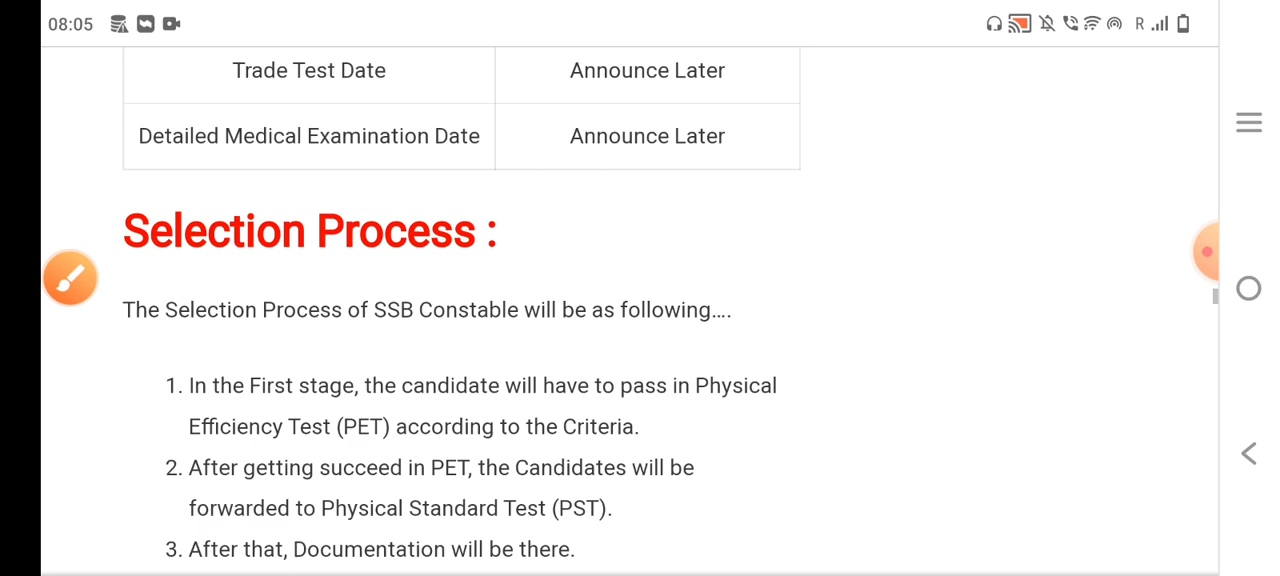 08:05 R
Trade Test Date Announce Later
Detailed Medical Examination Date Announce Later
Selection Process :
The Selection Process of SSB Constable will be as following....
1. In the First stage, the candidate will have to pass in Physical
Efficiency Test (PET) according to the Criteria.
2. After getting succeed in PET, the Candidates will be
forwarded to Physical Standard Test (PST).
3. After that, Documentation will be there.